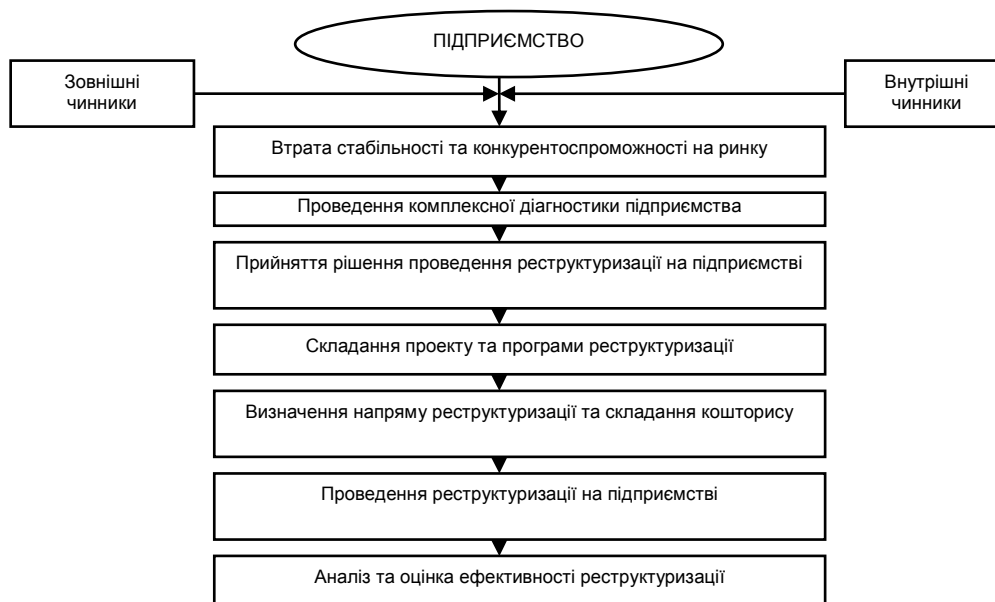 ПІДПРИЄМСТВО
Зовнішні
чинники
Внутрішні
чинники
Втрата стабільності та конкурентоспроможності на ринку
Проведення комплексної діагностики підприємства
Прийняття рішення проведення реструктуризації на підприємстві
Складання проекту та програми реструктуризації
Визначення напряму реструктуризації та складання кошторису
Проведення реструктуризації на підприємстві
Аналіз та оцінка ефективності реструктуризації